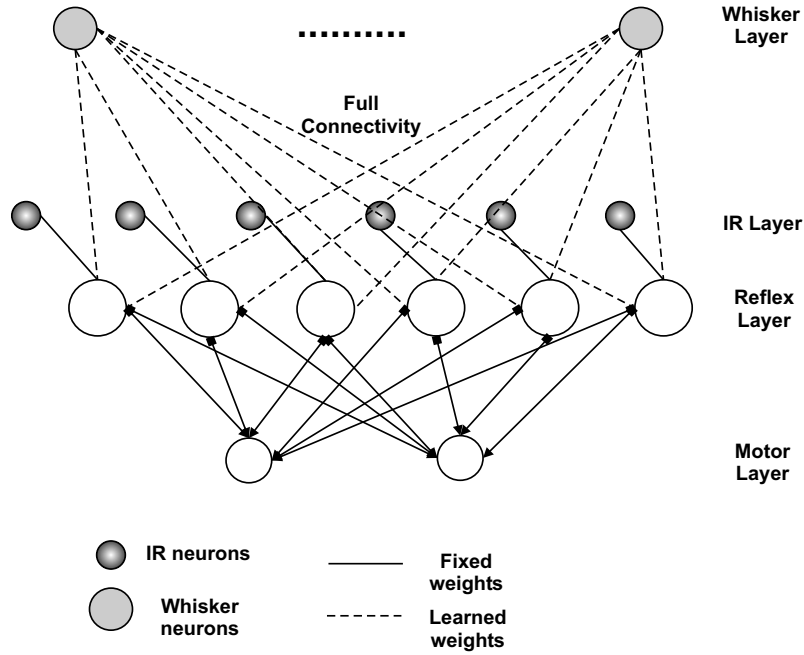 Whisker
Layer
Full
Connectivity
IR Layer
Reflex
Layer
Motor
Layer
IR neurons
Fixed
weights
Whisker
neurons
Learned
weights